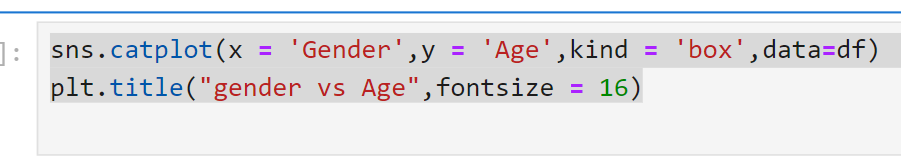 ]:
sns.catplot(x = 'Gender',y = 'Age',kind = 'box',data=df)
plt.title("gender vs Age",fontsize = 16)